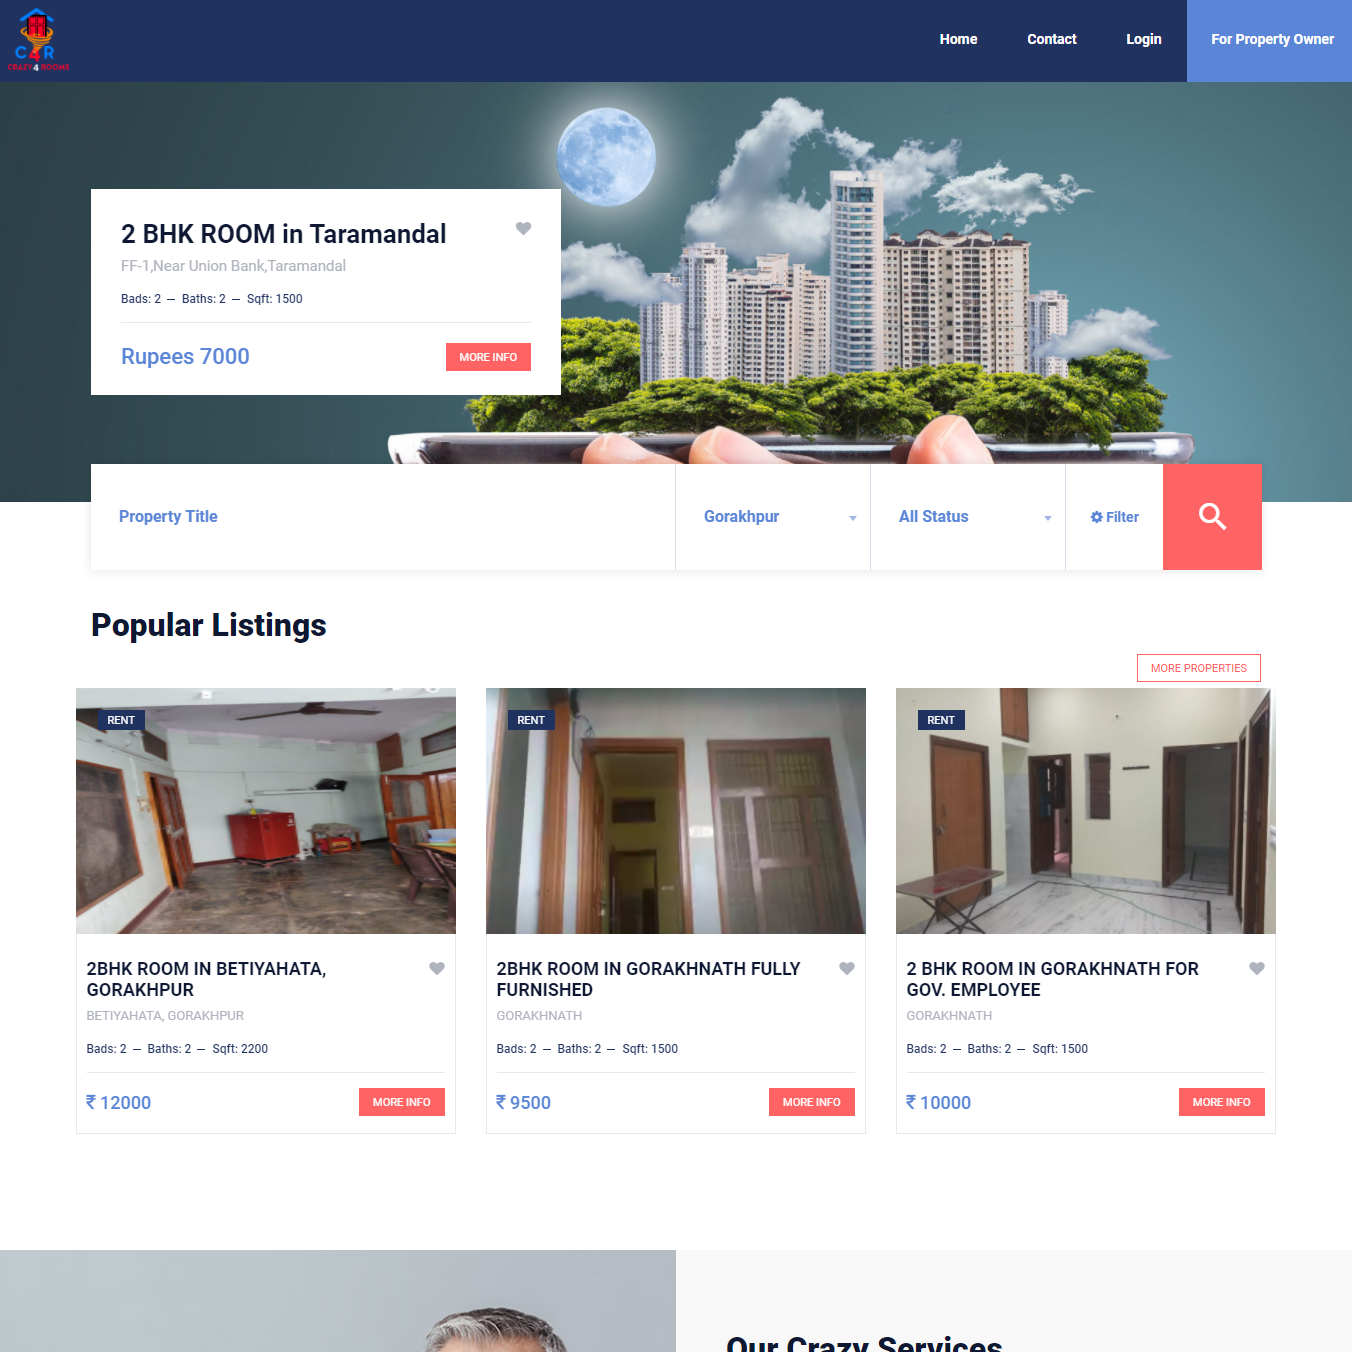 C4R
CRAZY4ROOMS
Home
Contact
Login
For Property Owner
2 BHK ROOM in Taramandal
FF-1,Near Union Bank,Taramandal
Bads: 2 — Baths: 2 — Sqft: 1500
Rupees 7000
MORE INFO
Property Title
Gorakhpur
All Status
Filter
Popular Listings
MORE PROPERTIES
RENT
2BHK ROOM IN BETIYAHATA,
GORAKHPUR
BETIYAHATA, GORAKHPUR
Bads: 2 — Baths: 2 — Sqft: 2200
₹ 12000
MORE INFO
RENT
2BHK ROOM IN GORAKHNATH FULLY
FURNISHED
GORAKHNATH
Bads: 2 — Baths: 2 — Sqft: 1500
₹ 9500
MORE INFO
RENT
2 BHK ROOM IN GORAKHNATH FOR
GOV. EMPLOYEE
GORAKHNATH
Bads: 2 — Baths: 2 — Sqft: 1500
₹ 10000
MORE INFO
Our Crazy Services